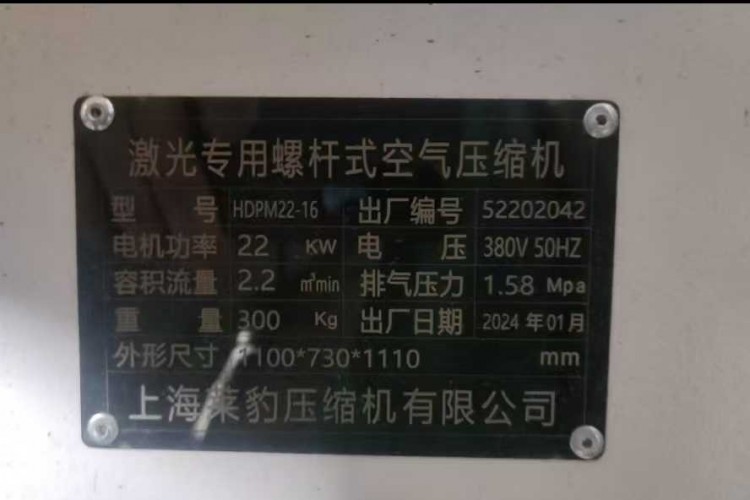 激光专用螺杆式空气压缩机
型 号 HDPM22-16 出厂编号 52202042
电机功率 22 KW 电 压 380V 50HZ
容积流量 2.2 m³min 排气压力 1.58 Mpa
重 量 300 Kg 出厂日期 2024 年 01 月
外形尺寸 1100*730*1110 mm
上海莱豹压缩机有限公司